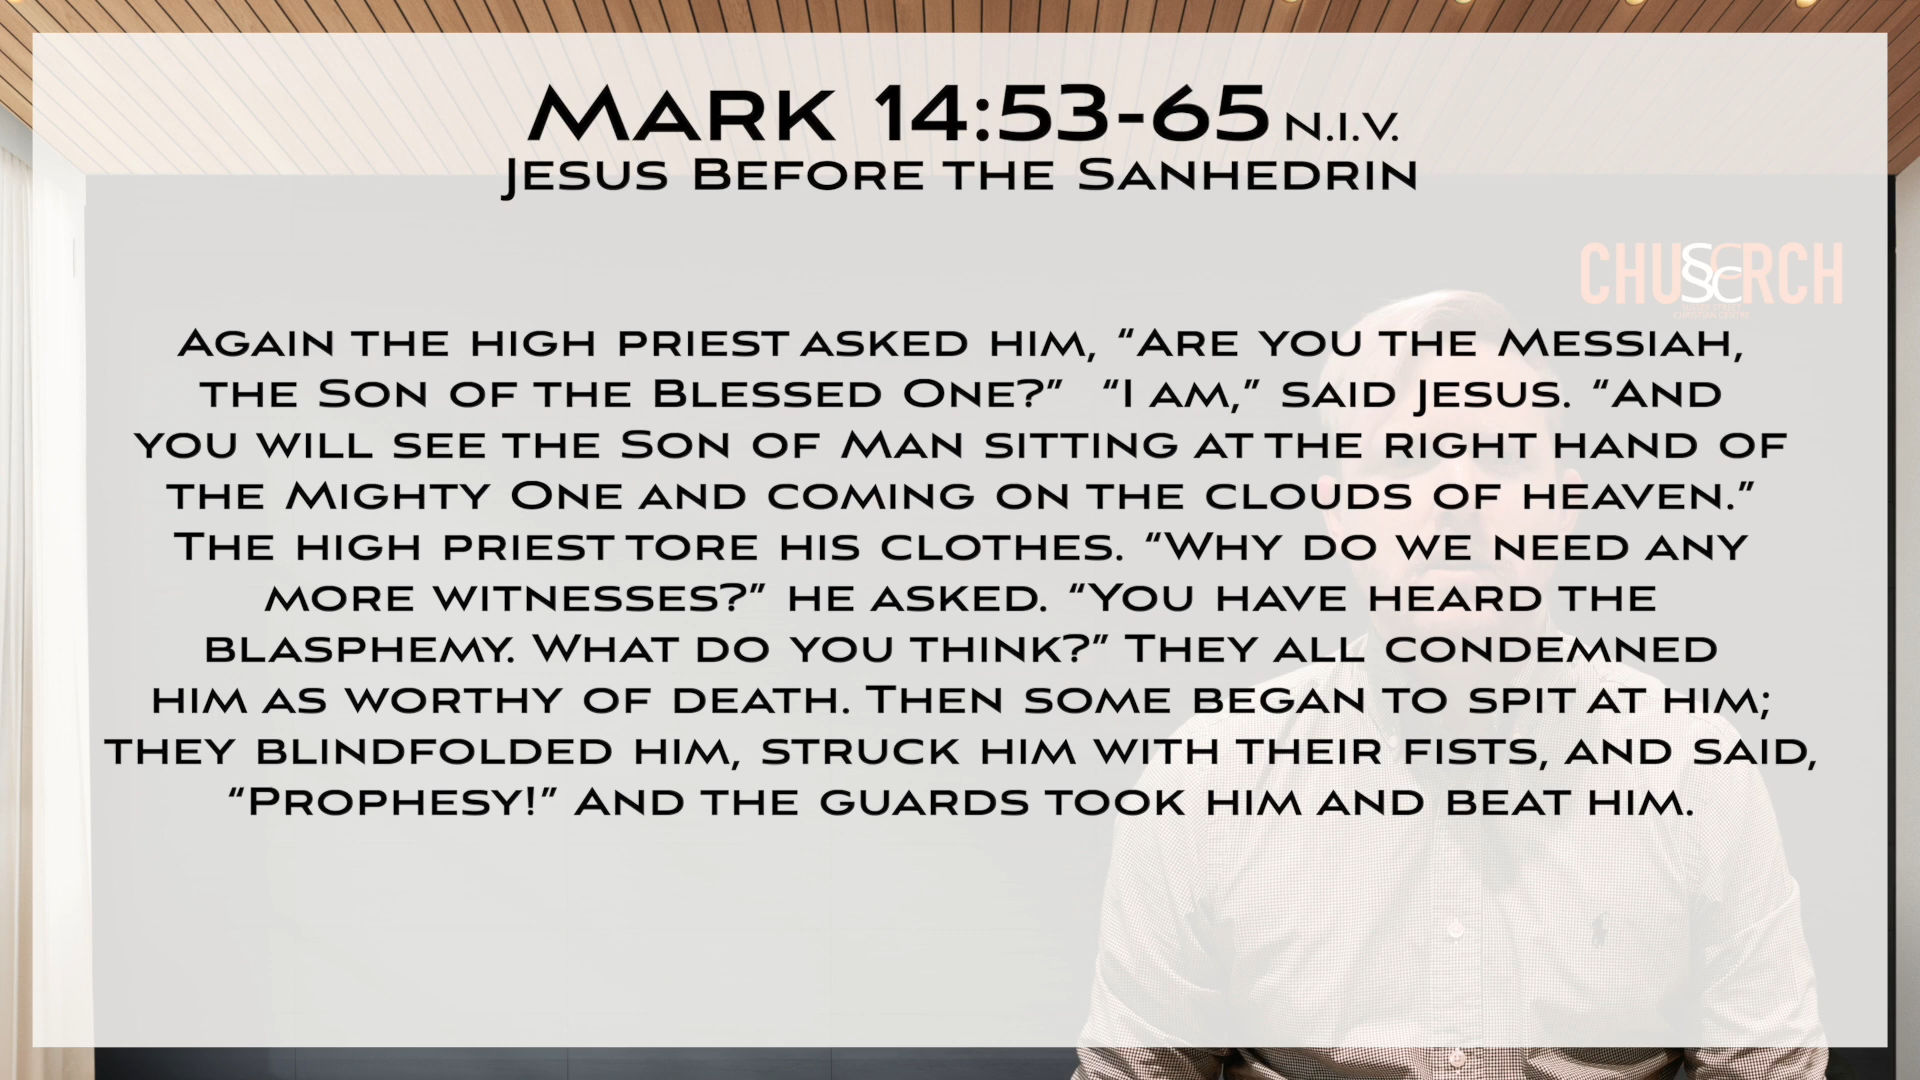 Mark 14:53-65 N.I.V.
Jesus Before the Sanhedrin
CHURCH
SSCC
Again the high priest asked him, “Are you the Messiah,
the Son of the Blessed One?” “I am,” said Jesus. “And
you will see the Son of Man sitting at the right hand of
the Mighty One and coming on the clouds of heaven.”
The high priest tore his clothes. “Why do we need any
more witnesses?” he asked. “You have heard the
blasphemy. What do you think?” They all condemned
him as worthy of death. Then some began to spit at him;
they blindfolded him, struck him with their fists, and said,
“Prophesy!” And the guards took him and beat him.